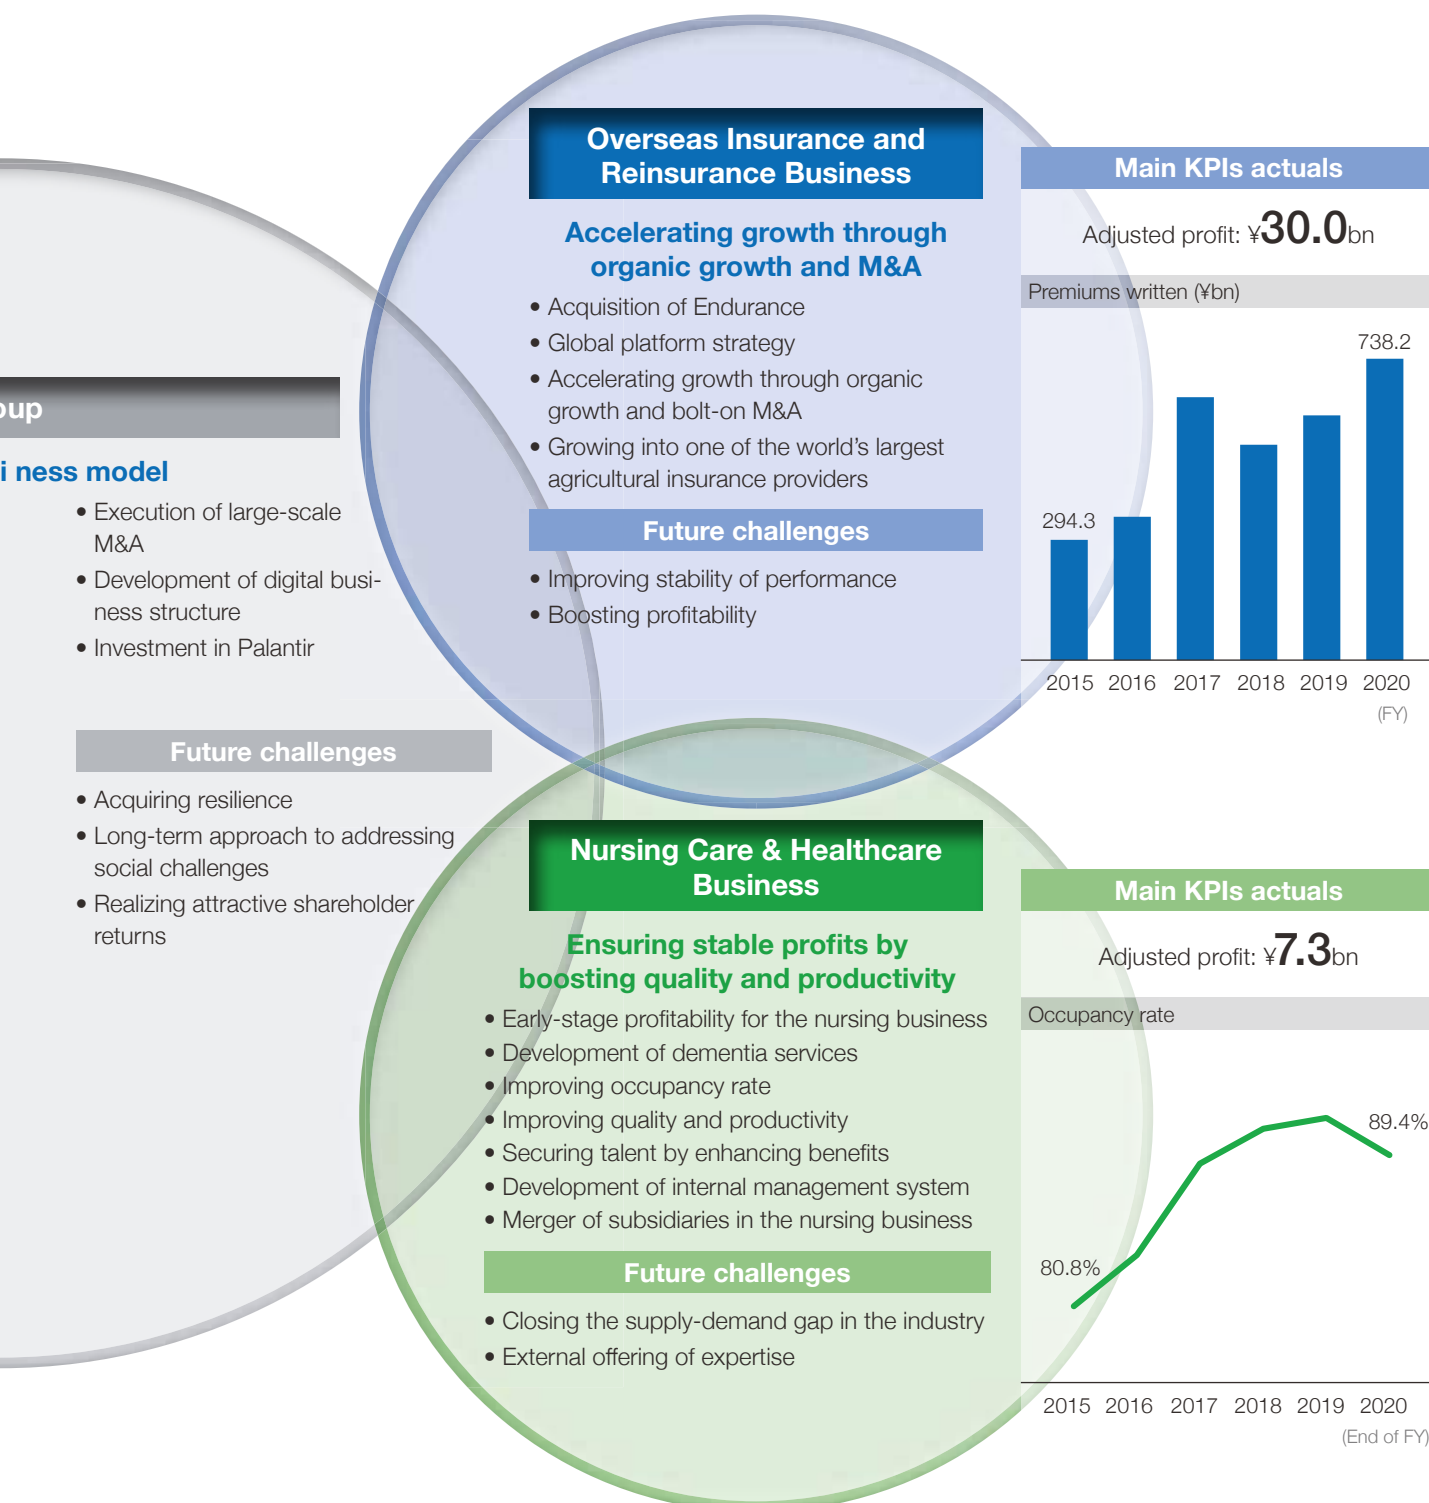 oup
i ness model
• Execution of large-scale
M&A
• Development of digital busi-
ness structure
• Investment in Palantir
Future challenges
• Acquiring resilience
• Long-term approach to addressing
social challenges
• Realizing attractive shareholder
returns
Overseas Insurance and
Reinsurance Business
Accelerating growth through
organic growth and M&A
• Acquisition of Endurance
• Global platform strategy
• Accelerating growth through organic
growth and bolt-on M&A
• Growing into one of the world's largest
agricultural insurance providers
Future challenges
• Improving stability of performance
• Boosting profitability
Main KPIs actuals
Adjusted profit: ¥30.0bn
Premiums written (¥bn)
738.2
294.3
2015 2016 2017 2018 2019 2020
(FY)
Nursing Care & Healthcare
Business
Ensuring stable profits by
boosting quality and productivity
• Early-stage profitability for the nursing business
• Development of dementia services
• Improving occupancy rate
• Improving quality and productivity
• Securing talent by enhancing benefits
• Development of internal management system
• Merger of subsidiaries in the nursing business
Future challenges
• Closing the supply-demand gap in the industry
• External offering of expertise
Main KPIs actuals
Adjusted profit: ¥7.3bn
Occupancy rate
89.4%
80.8%
2015 2016 2017 2018 2019 2020
(End of FY)